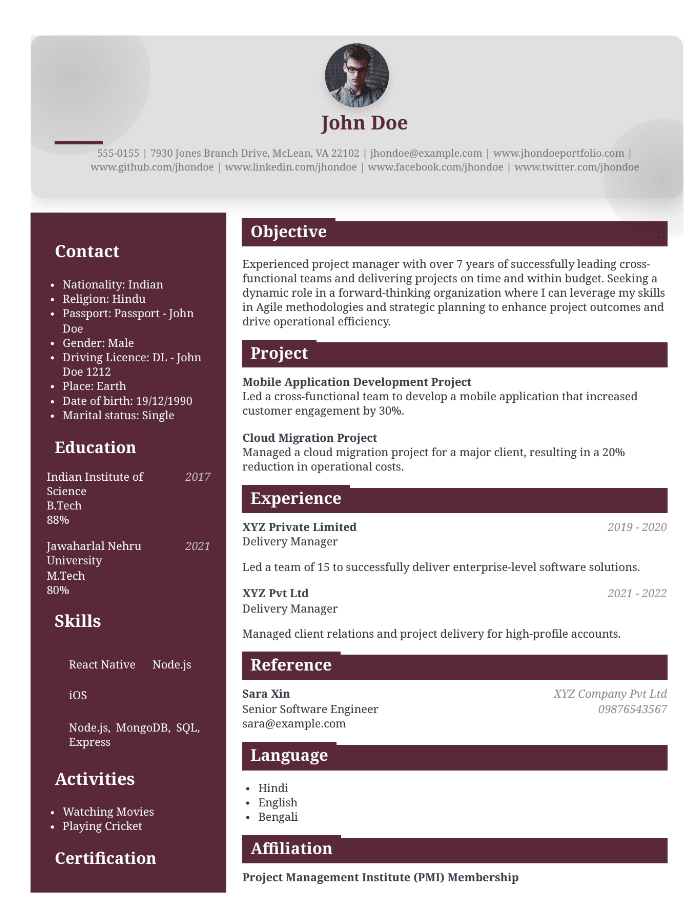 John Doe
555-0155 | 7930 Jones Branch Drive, McLean, VA 22102 | jhondoe@example.com | www.jhondoeportfolio.com |
www.github.com/jhondoe | www.linkedin.com/jhondoe | www.facebook.com/jhondoe | www.twitter.com/jhondoe
Contact
• Nationality: Indian
• Religion: Hindu
• Passport: Passport - John
Doe
• Gender: Male
• Driving Licence: DL - John
Doe 1212
• Place: Earth
• Date of birth: 19/12/1990
• Marital status: Single
Education
Indian Institute of 2017
Science
B.Tech
88%
Jawaharlal Nehru 2021
University
M.Tech
80%
Skills
React Native Node.js
iOS
Node.js, MongoDB, SQL,
Express
Activities
• Watching Movies
• Playing Cricket
Certification
Objective
Experienced project manager with over 7 years of successfully leading cross-
functional teams and delivering projects on time and within budget. Seeking a
dynamic role in a forward-thinking organization where I can leverage my skills
in Agile methodologies and strategic planning to enhance project outcomes and
drive operational efficiency.
Project
Mobile Application Development Project
Led a cross-functional team to develop a mobile application that increased
customer engagement by 30%.
Cloud Migration Project
Managed a cloud migration project for a major client, resulting in a 20%
reduction in operational costs.
Experience
XYZ Private Limited 2019 - 2020
Delivery Manager
Led a team of 15 to successfully deliver enterprise-level software solutions.
XYZ Pvt Ltd 2021 - 2022
Delivery Manager
Managed client relations and project delivery for high-profile accounts.
Reference
Sara Xin XYZ Company Pvt Ltd
Senior Software Engineer 09876543567
sara@example.com
Language
• Hindi
• English
• Bengali
Affiliation
Project Management Institute (PMI) Membership